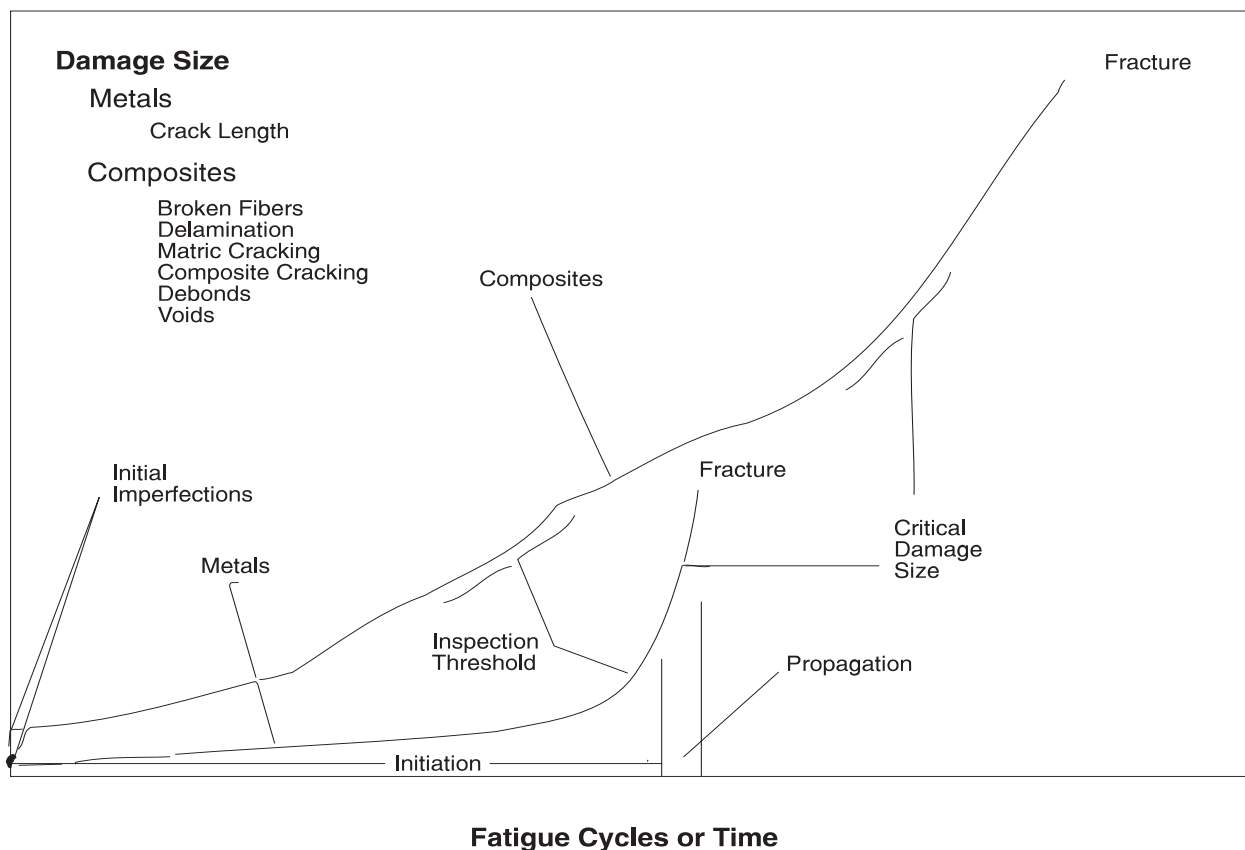 Damage Size
Metals
Crack Length
Composites
Broken Fibers
Delamination
Matric Cracking
Composite Cracking
Debonds
Voids
Fracture
Composites
Initial
Imperfections
Metals
Fracture
Critical
Damage
Size
Inspection
Threshold
Propagation
Initiation
Fatigue Cycles or Time